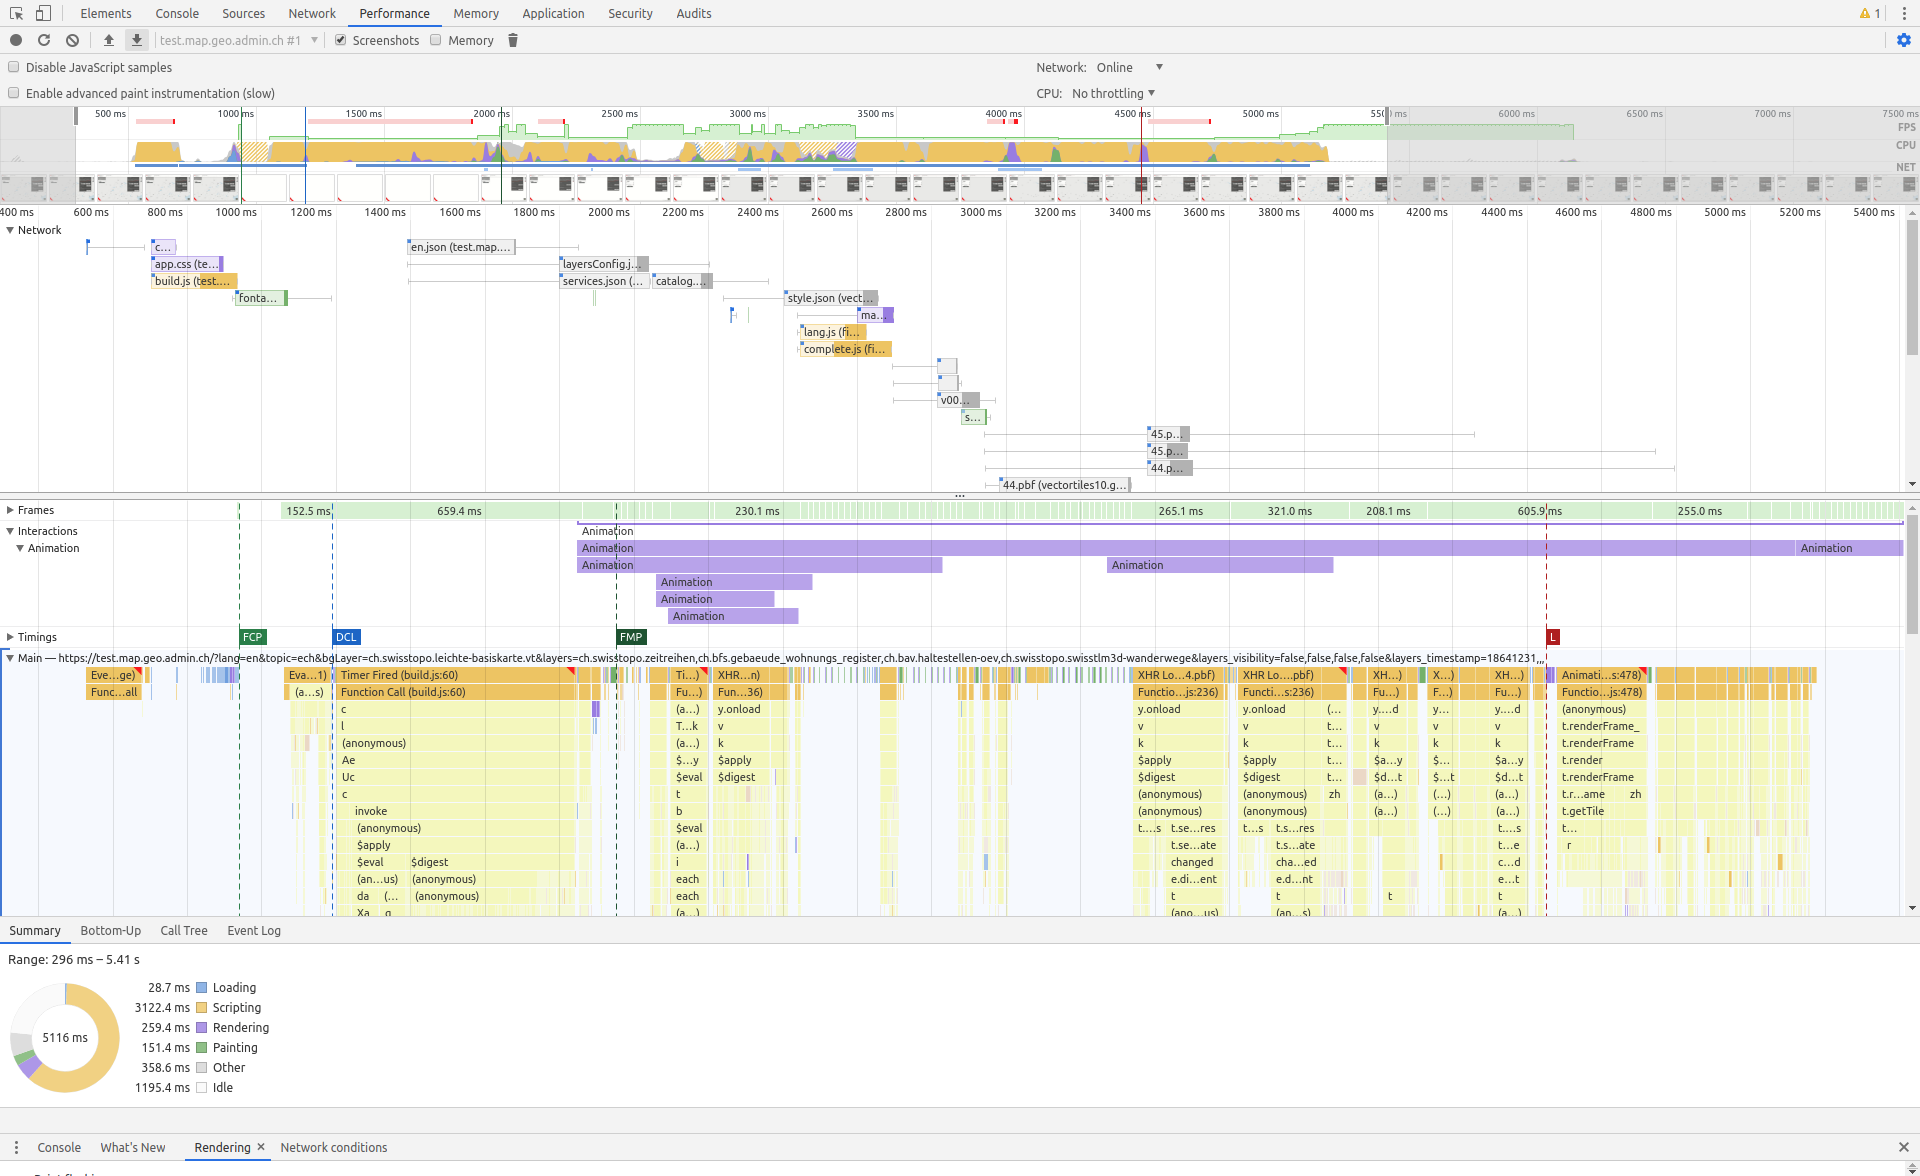 Elements Console Sources Network Performance Memory Application Security Audits 1
test.map.geo.admin.ch #1 Screenshots Memory
Disable JavaScript samples Network: Online
Enable advanced paint instrumentation (slow) CPU: No throttling
500 ms 1000 ms 1500 ms 2000 ms 2500 ms 3000 ms 3500 ms 4000 ms 4500 ms 5000 ms 6000 ms 6500 ms 7000 ms 7500 ms
FPS
CPU
NET
400 ms 600 ms 800 ms 1000 ms 1200 ms 1400 ms 1600 ms 1800 ms 2000 ms 2200 ms 2400 ms 2600 ms 2800 ms 3000 ms 3200 ms 3400 ms 3600 ms 3800 ms 4000 ms 4200 ms 4400 ms 4600 ms 4800 ms 5000 ms 5200 ms 5400 ms
Network
c... en.json (test.map....
app.css (te... layersConfig.j...
build.js (test.... services.json (... catalog....
fonta... style.json (vect...
ma...
lang.js (fi...
complete.js (fi...
v00...
s...
45.p...
45.p...
44.p...
44.pbf (vectortiles10.g...
Frames 152.5 ms 659.4 ms 230.1 ms 265.1 ms 321.0 ms 208.1 ms 605.9 ms 255.0 ms
Interactions Animation
Animation Animation Animation
Animation Animation
Animation
Animation
Animation
Timings FCP DCL FMP L
Main — https://test.map.geo.admin.ch/?lang=en&topic=ech&bgLayer=ch.swisstopo.leichte-basiskarte.vt&layers=ch.swisstopo.zeitreihen,ch.bfs.gebaeude_wohnungs_register,ch.bav.haltestellen-oev,ch.swisstopo.swisstlm3d-wanderwege&layers_visibility=false,false,false,false&layers_timestamp=18641231,,,
Eve...ge) Eva...1) Timer Fired (build.js:60) Ti...) XHR...n) XHR Lo...4.pbf) XHR Lo....pbf) XH...) X...) XH...) Animati...s:478)
Func...all (a...s) Function Call (build.js:60) Fu...) Fun...36) Functio...js:236) Functi...s:236) Fu...) F...) Fu...) Functio...js:478)
c (a...) y.onload y.onload y.onload (... y....d y... y....d (anonymous)
l T...k v v v t... v v v t.renderFrame_
(anonymous) (a...) k k k t... k k k t.renderFrame
Ae $...y $apply $apply $apply t... $a...y $... $a...y t.render
Uc $eval $digest $digest $digest t... $d...t $...t $d...t t.renderFrame
c t (anonymous) (anonymous) zh (a...) (...) (a...) t.r...ame zh
invoke b (anonymous) (anonymous) (a...) (...) (a...) t.getTile
(anonymous) $eval t....s t.se...res t...s t.s...res t....s t...
$apply (a...) t.se...ate t.s...ate t...e r
$eval $digest i changed cha...ed c...d
(an...us) (anonymous) each e.di...ent e.d...nt e...t
da (... (anonymous) each t t t t
Xa g (a...) (ano...us) (an...s) (a...)
Summary Bottom-Up Call Tree Event Log
Range: 296 ms – 5.41 s
5116 ms
28.7 ms Loading
3122.4 ms Scripting
259.4 ms Rendering
151.4 ms Painting
358.6 ms Other
1195.4 ms Idle
Console What's New Rendering × Network conditions